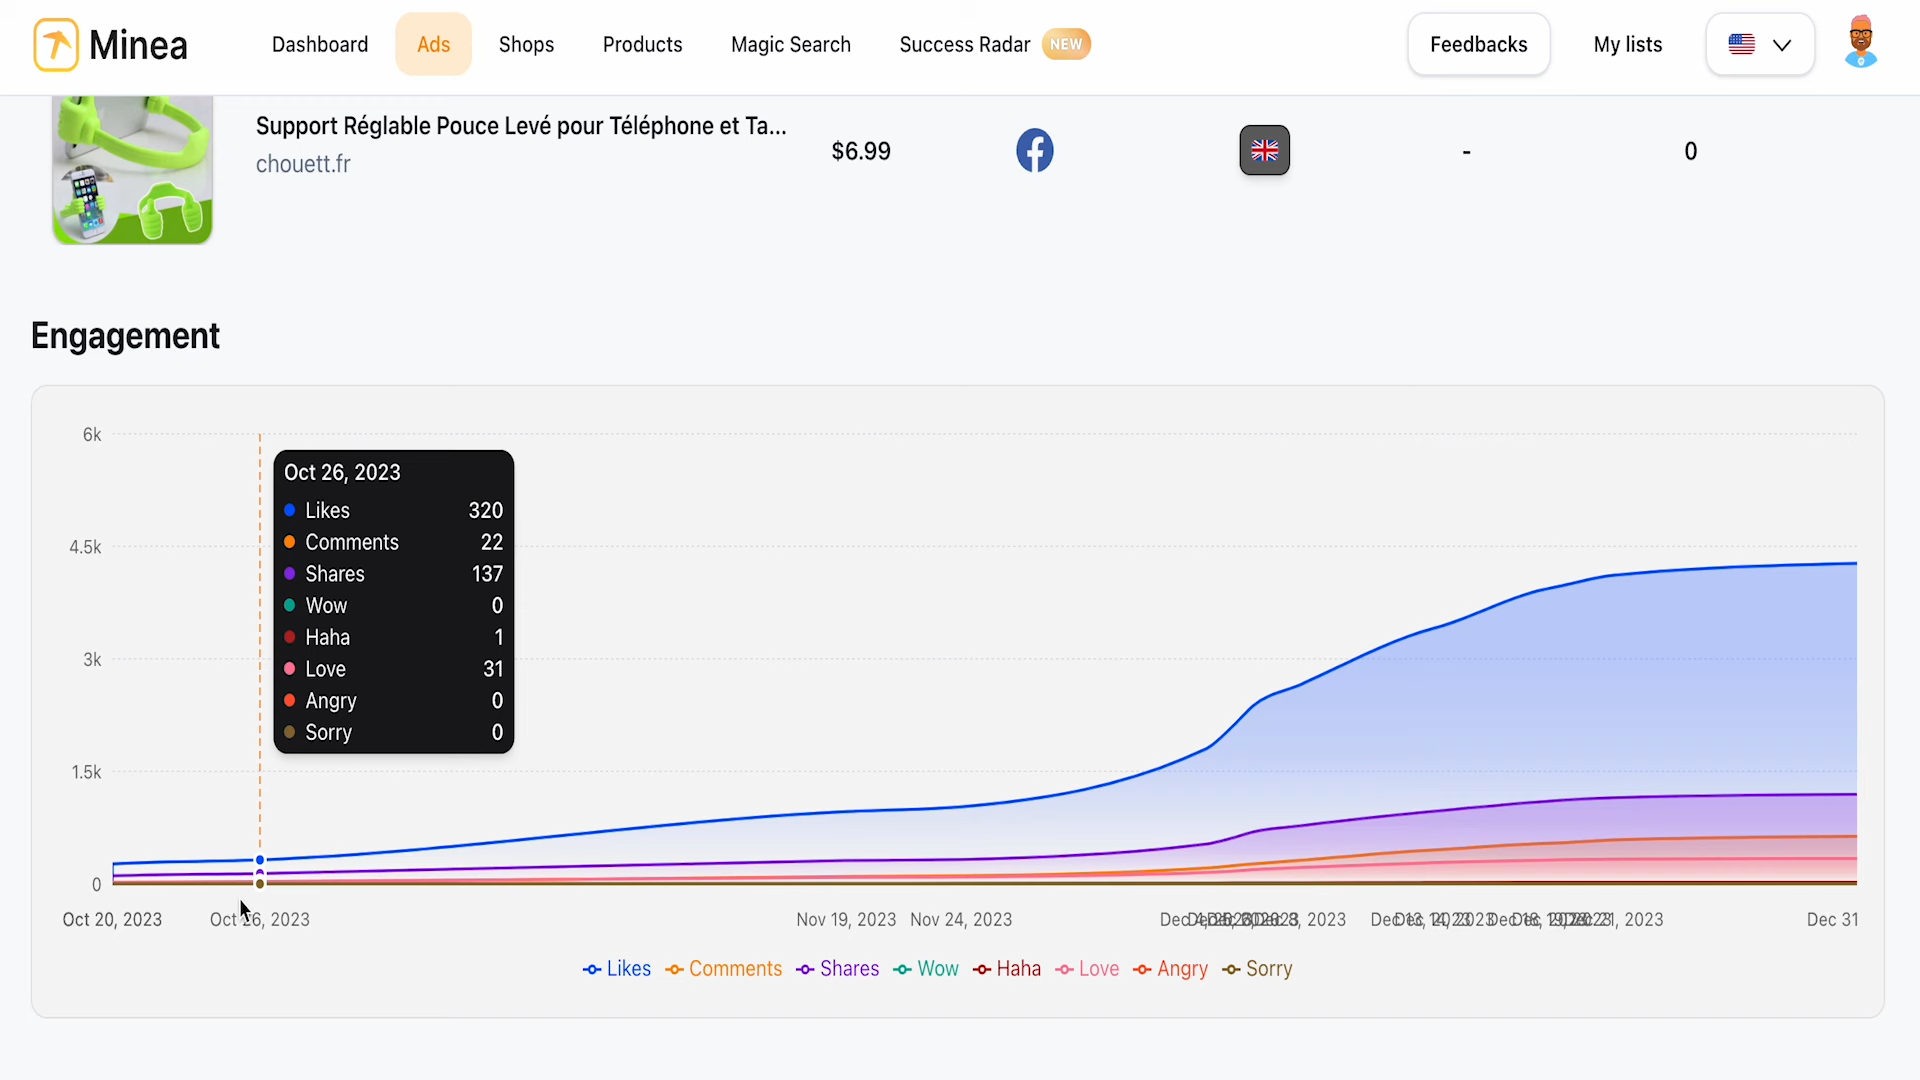 Minea
Dashboard
Ads
Shops
Products
Magic Search
Success Radar NEW
Feedbacks
My lists
Support Réglable Pouce Levé pour Téléphone et Ta...
chouett.fr
$6.99
-
0
Engagement
6k
4.5k
3k
1.5k
0
Oct 26, 2023
Likes 320
Comments 22
Shares 137
Wow 0
Haha 1
Love 31
Angry 0
Sorry 0
Oct 20, 2023
Oct 26, 2023
Nov 19, 2023
Nov 24, 2023
Dec 31
Likes Comments Shares Wow Haha Love Angry Sorry